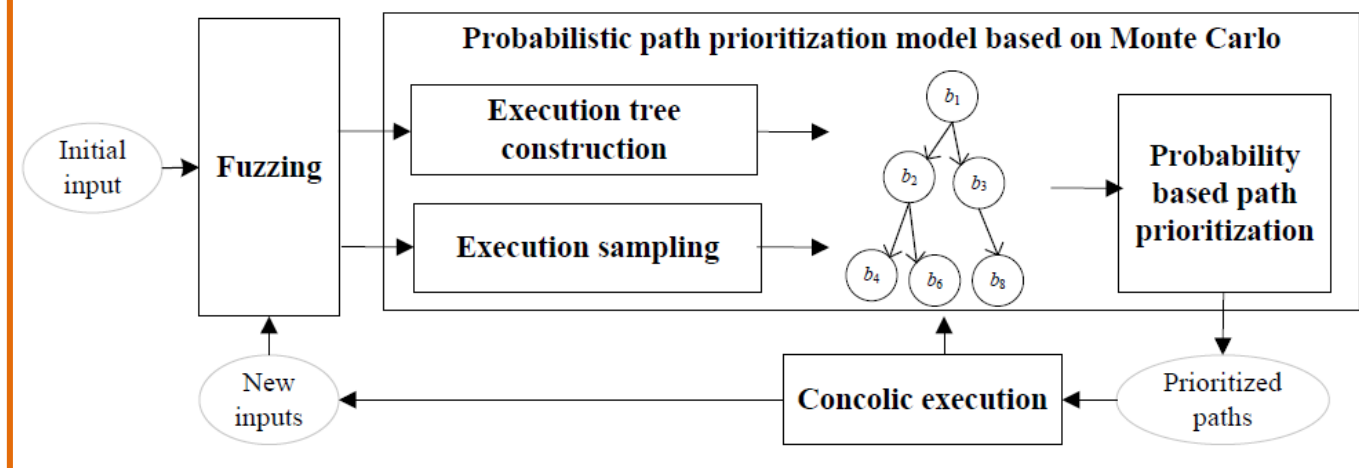 Probabilistic path prioritization model based on Monte Carlo
Initial
input
Fuzzing
Execution tree
construction
Execution sampling
b1
b2
b3
b4
b6
b8
Probability
based path
prioritization
New
inputs
Concolic execution
Prioritized
paths